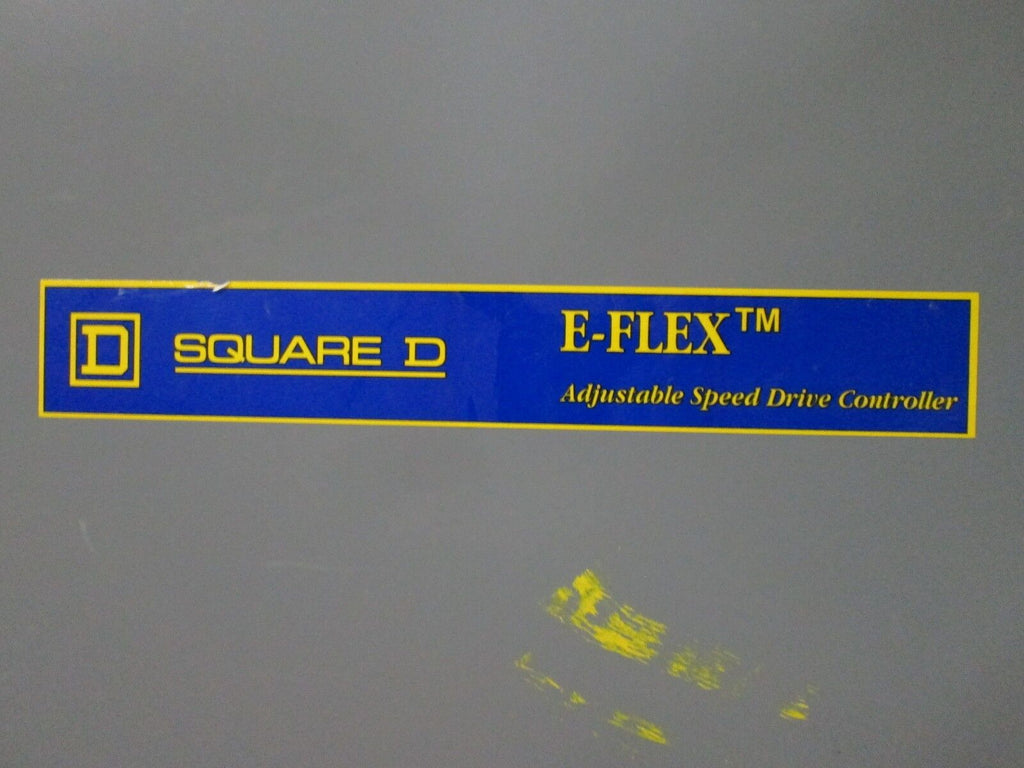 D SQUARE D
E-FLEX™
Adjustable Speed Drive Controller